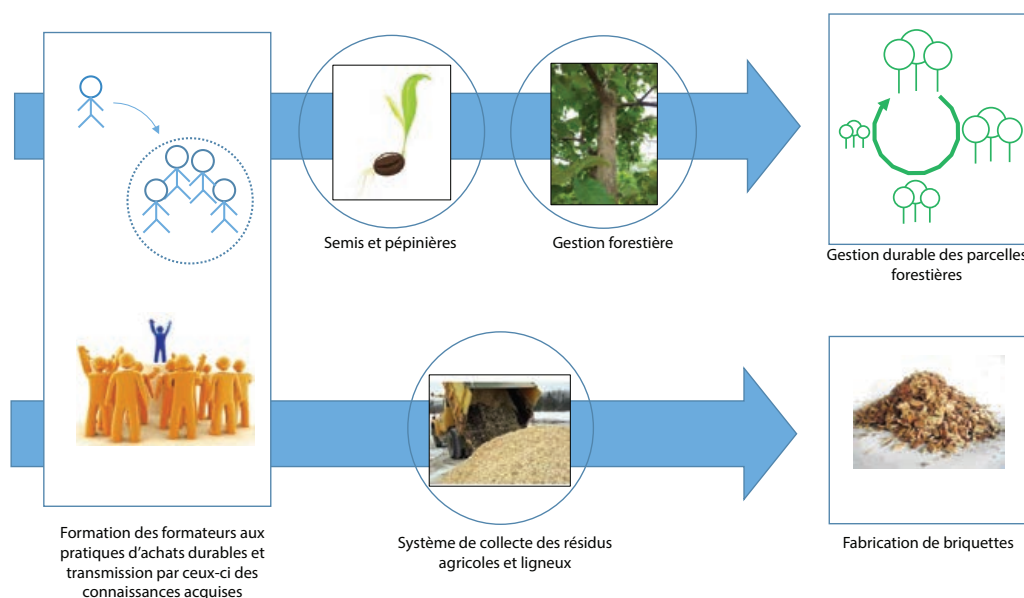 Semis et pépinières
Gestion forestière
Gestion durable des parcelles
forestières
Formation des formateurs aux
pratiques d’achats durables et
transmission par ceux-ci des
connaissances acquises
Système de collecte des résidus
agricoles et ligneux
Fabrication de briquettes